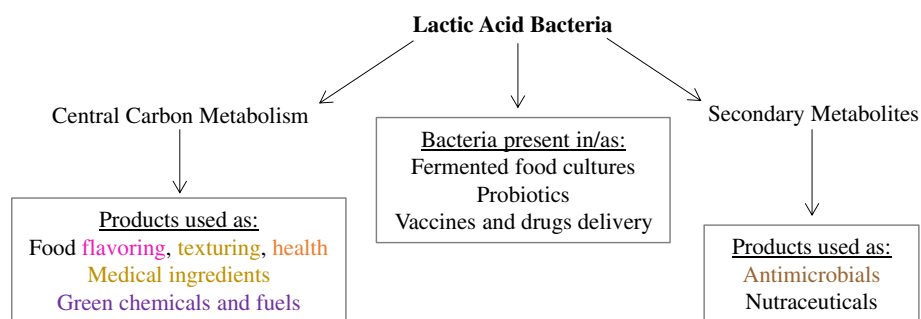 Lactic Acid Bacteria
Central Carbon Metabolism
Products used as:
Food flavoring, texturing, health
Medical ingredients
Green chemicals and fuels
Bacteria present in/as:
Fermented food cultures
Probiotics
Vaccines and drugs delivery
Secondary Metabolites
Products used as:
Antimicrobials
Nutraceuticals